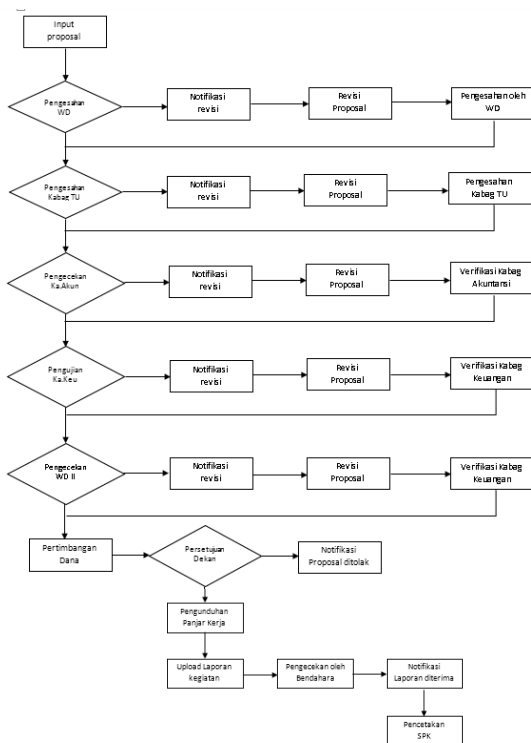 Input
proposal
Pengesahan
WD
Notifikasi
revisi
Revisi
Proposal
Pengesahan oleh
WD
Pengesahan
Kabag TU
Notifikasi
revisi
Revisi
Proposal
Pengesahan
Kabag TU
Pengecekan
Ka.Akun
Notifikasi
revisi
Revisi
Proposal
Verifikasi Kabag
Akuntansi
Pengujian
Ka.Keu
Notifikasi
revisi
Revisi
Proposal
Verifikasi Kabag
Keuangan
Pengecekan
WD II
Notifikasi
revisi
Revisi
Proposal
Verifikasi Kabag
Keuangan
Pertimbangan
Dana
Persetujuan
Dekan
Notifikasi
Proposal ditolak
Pengunduhan
Panjar Kerja
Upload Laporan
kegiatan
Pengecekan oleh
Bendahara
Notifikasi
Laporan diterima
Pencetakan
SPK